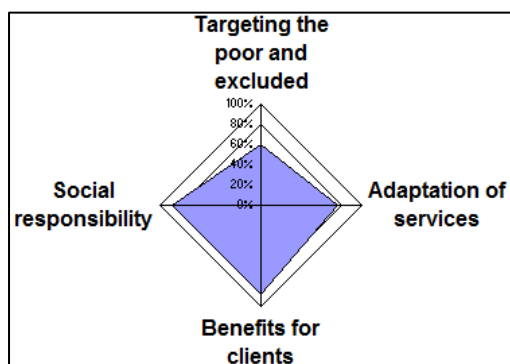 Targeting the
poor and
excluded
100%
80%
60%
40%
20%
0%
Social
responsibility
Adaptation of
services
Benefits for
clients